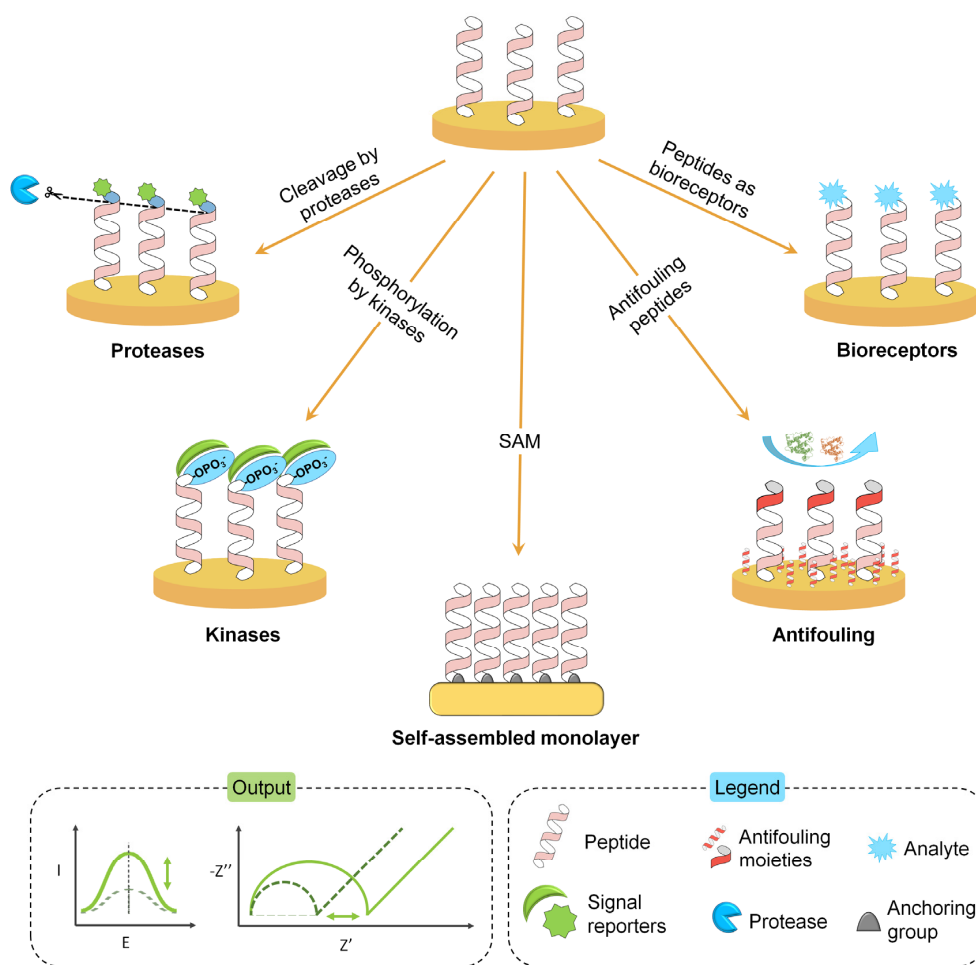 Cleavage by
proteases
Peptides as
bioreceptors
Phosphorylation
by kinases
Antifouling
peptides
Proteases
Bioreceptors
SAM
-OPO₃⁻
-OPO₃⁻
-OPO₃⁻
Kinases
Antifouling
Self-assembled monolayer
Output
I
E
-Z''
Z'
Legend
Peptide
Antifouling
moieties
Analyte
Signal
reporters
Protease
Anchoring
group